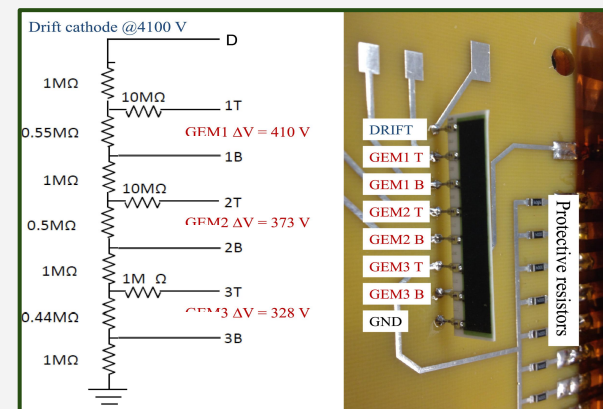 Drift cathode @4100 V
D
1MΩ
10MΩ
1T
0.55MΩ
GEM1 ΔV = 410 V
1B
1MΩ
10MΩ
2T
0.5MΩ
GEM2 ΔV = 373 V
2B
1MΩ
1M Ω
3T
0.44MΩ
GEM3 ΔV = 328 V
3B
1MΩ
DRIFT
GEM1 T
GEM1 B
GEM2 T
GEM2 B
GEM3 T
GEM3 B
GND
Protective resistors